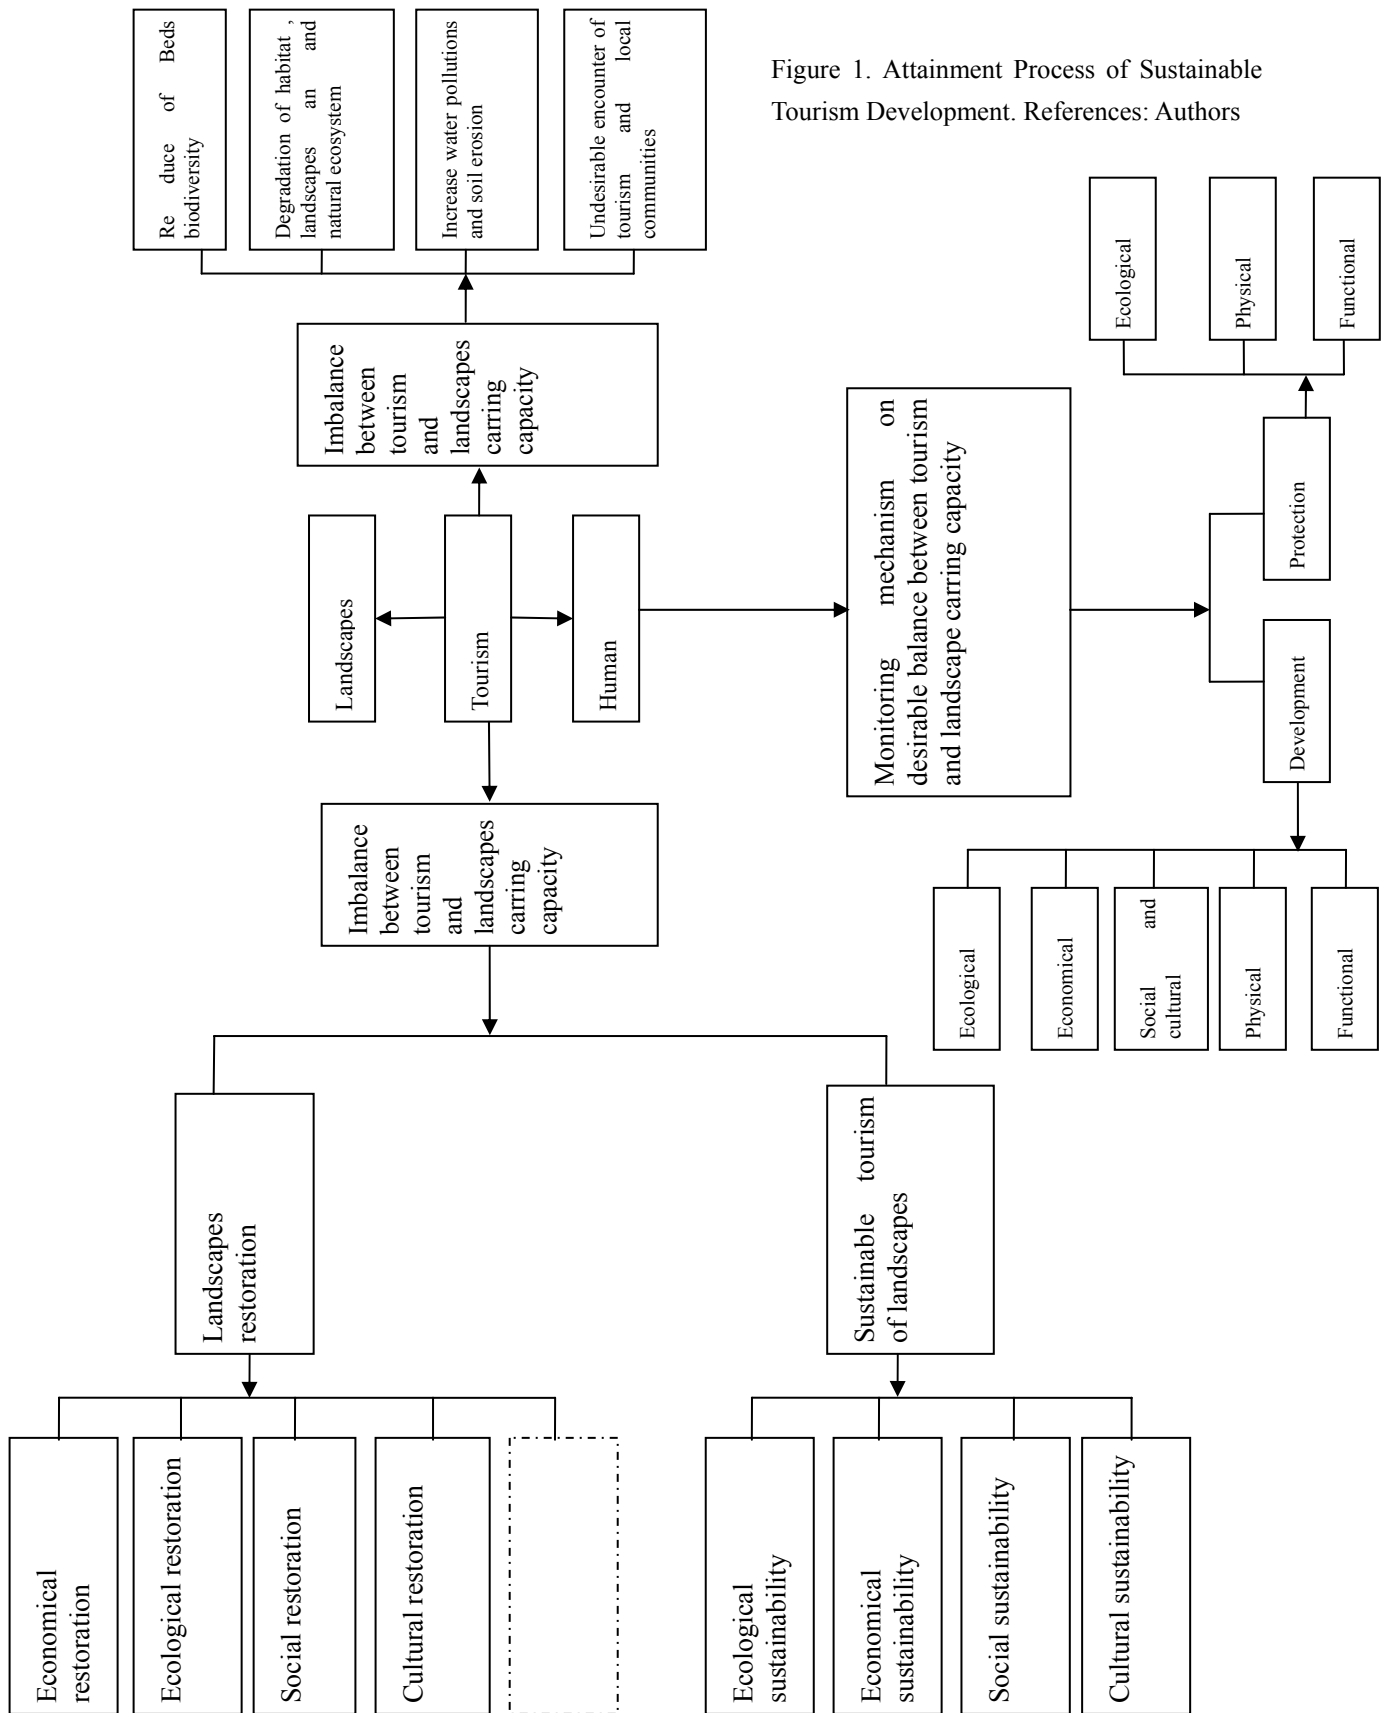 Figure 1. Attainment Process of Sustainable
Tourism Development. References: Authors
Re duce of Beds
biodiversity
Degradation of habitat ,
landscapes an and
natural ecosystem
Increase water pollutions
and soil erosion
Undesirable encounter of
tourism and local
communities
Imbalance
between
tourism
and
landscapes
carring
capacity
Landscapes
Tourism
Human
Imbalance
between
tourism
and
landscapes
carring
capacity
Monitoring mechanism on
desirable balance between tourism
and landscape carring capacity
Protection
Development
Ecological
Physical
Functional
Ecological
Economical
Social and
cultural
Physical
Functional
Landscapes
restoration
Sustainable tourism
of landscapes
Economical
restoration
Ecological restoration
Social restoration
Cultural restoration
Ecological
sustainability
Economical
sustainability
Social sustainability
Cultural sustainability